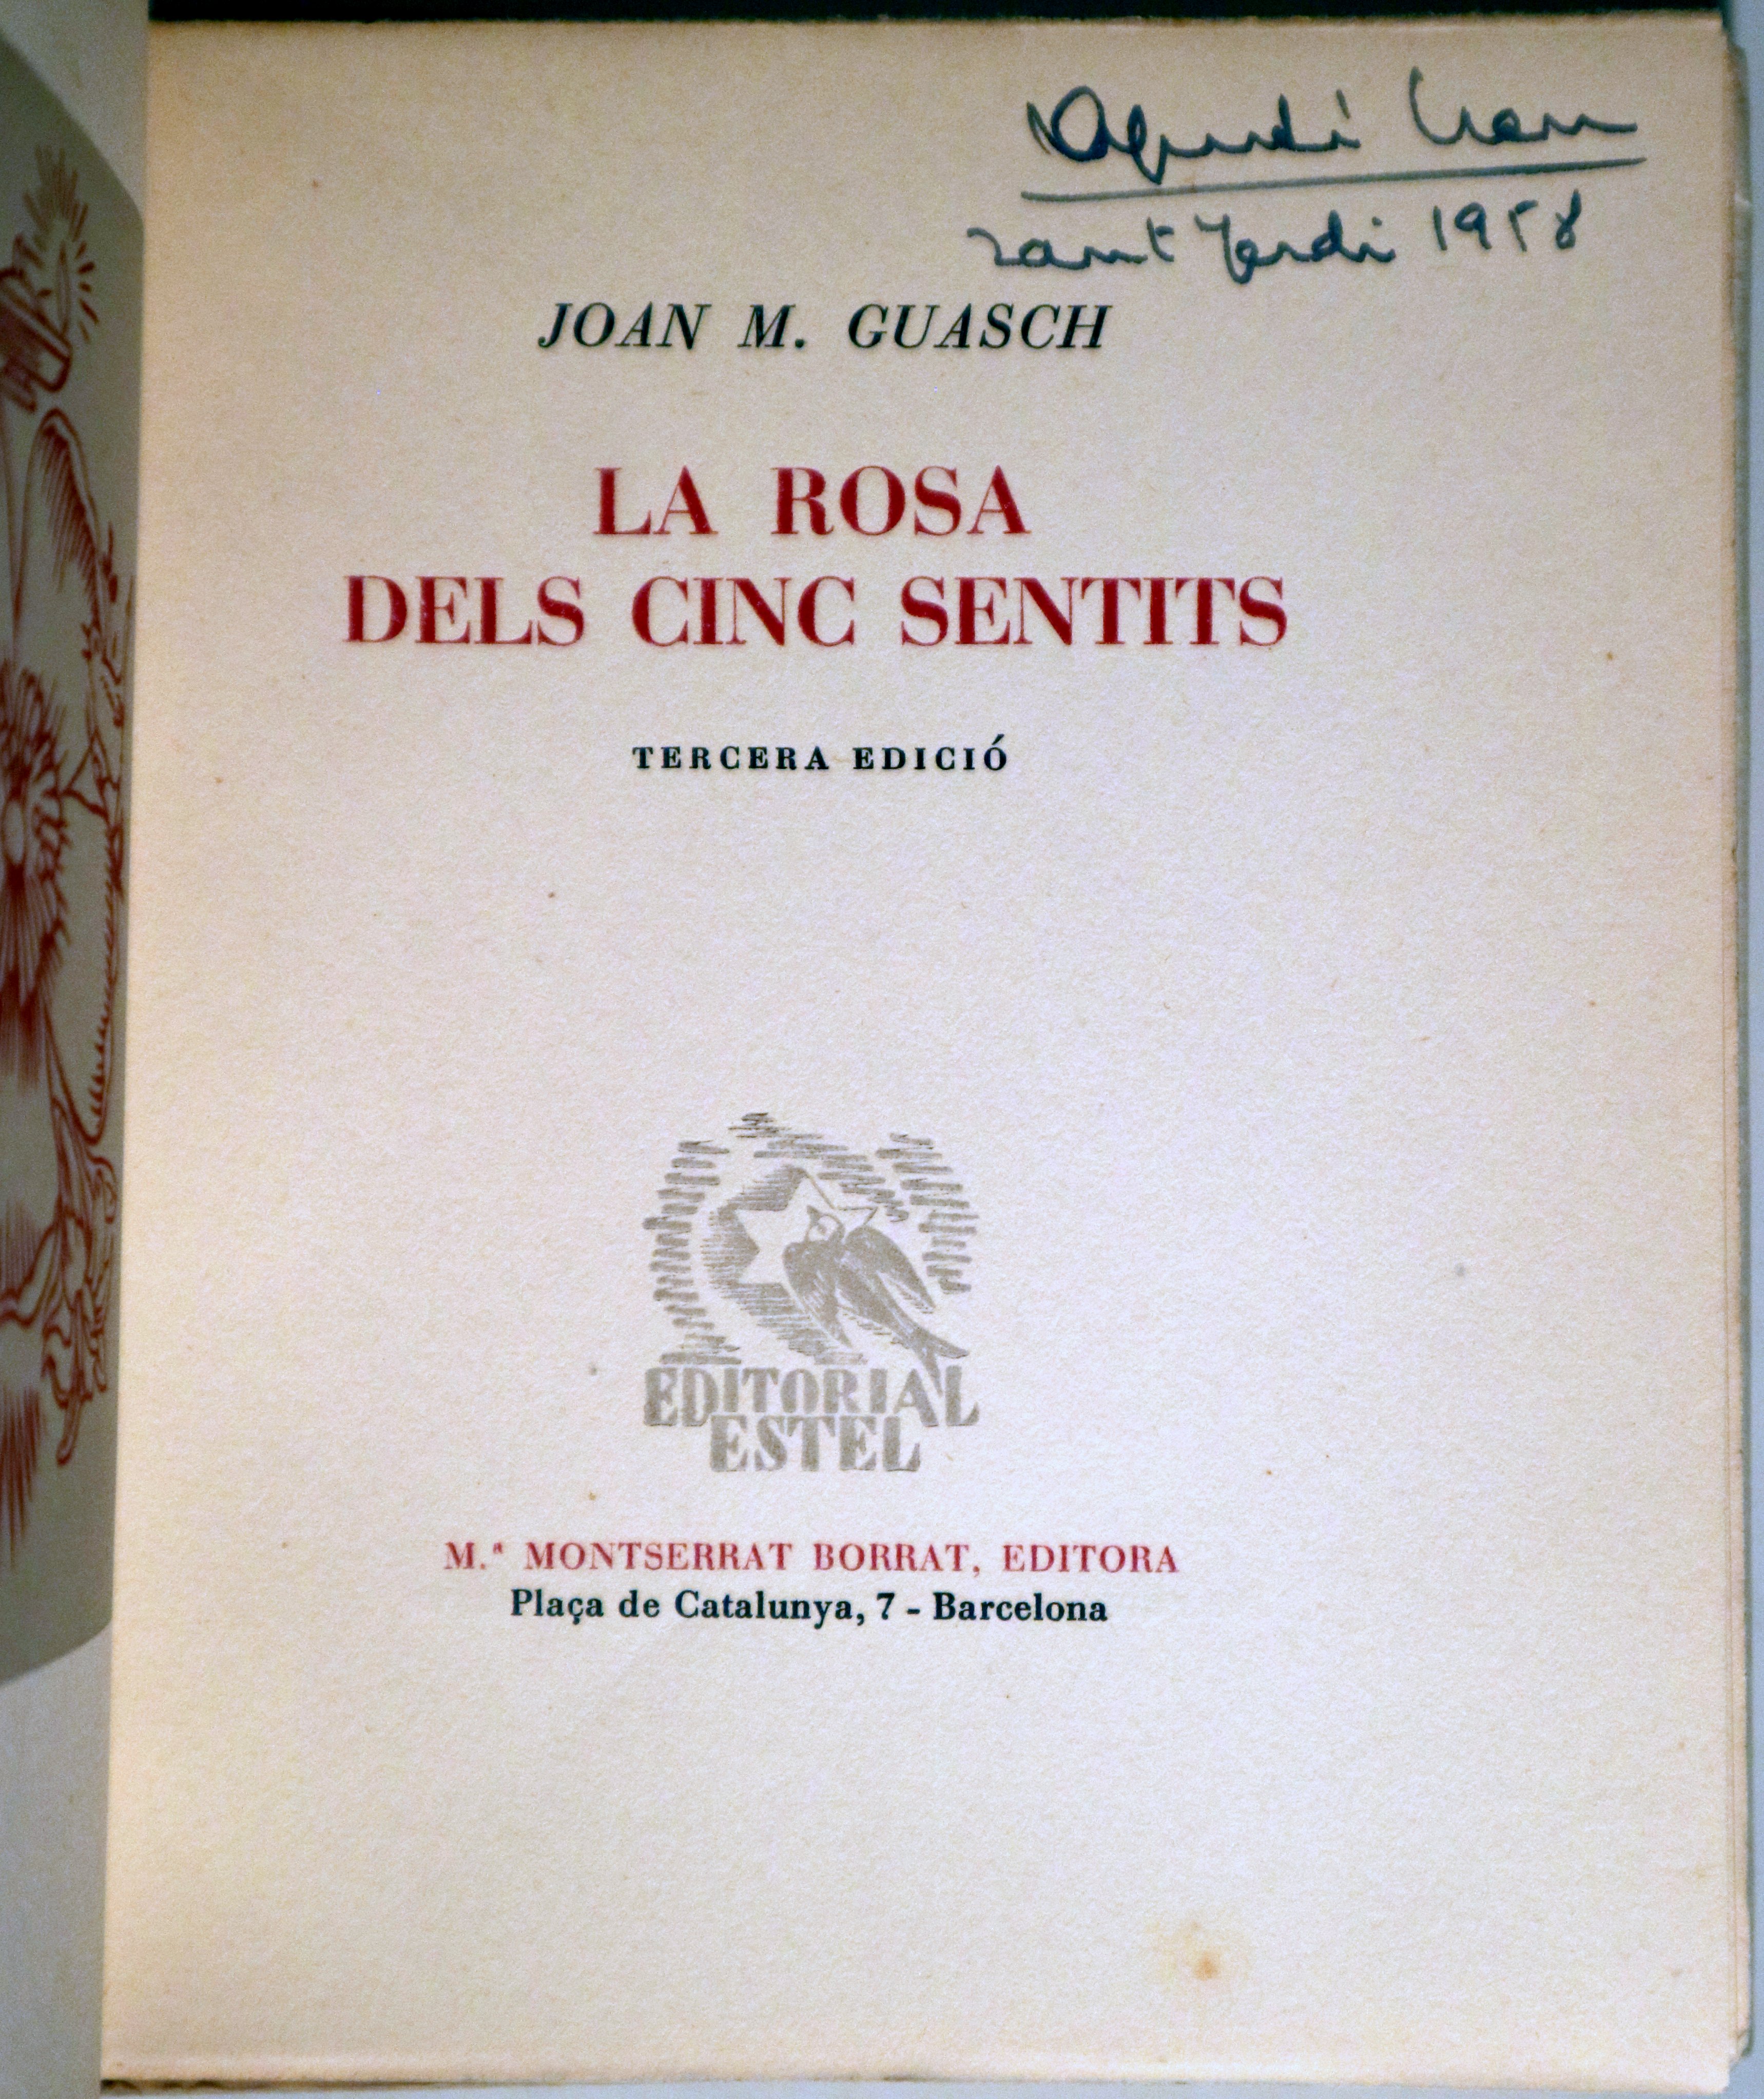 Sant Jordi 1958
JOAN M. GUASCH
LA ROSA
DELS CINC SENTITS
TERCERA EDICIÓ
EDITORIAL
ESTEL
M.ª MONTSERRAT BORRAT, EDITORA
Plaça de Catalunya, 7 - Barcelona